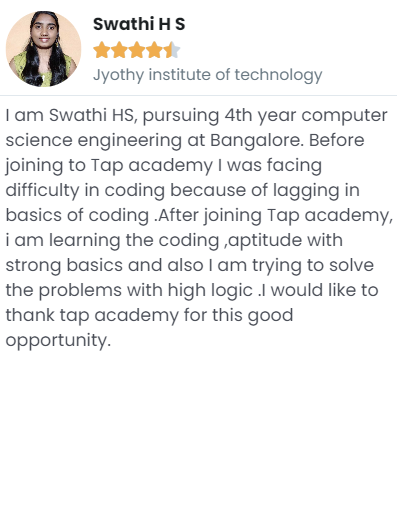 Swathi H S
Jyothy institute of technology
I am Swathi HS, pursuing 4th year computer
science engineering at Bangalore. Before
joining to Tap academy I was facing
difficulty in coding because of lagging in
basics of coding .After joining Tap academy,
i am learning the coding ,aptitude with
strong basics and also I am trying to solve
the problems with high logic .I would like to
thank tap academy for this good
opportunity.